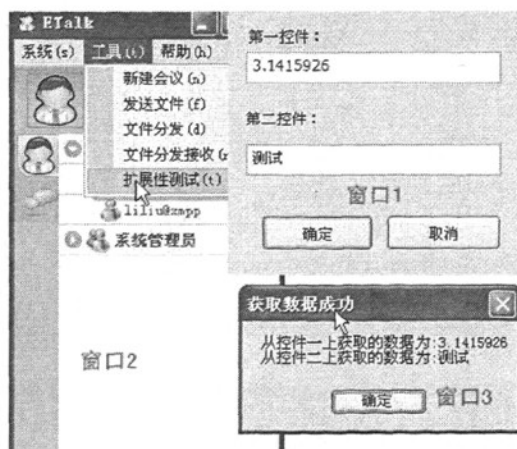 ETalk
系统(s) 工具(t) 帮助(h)
新建会议(n)
发送文件(f)
文件分发(d)
文件分发接收(
扩展性测试(t)
liliu@xmpp
系统管理员
窗口2
第一控件:
3.1415926
第二控件:
测试
窗口1
确定 取消
获取数据成功
从控件一上获取的数据为:3.1415926
从控件二上获取的数据为:测试
确定 窗口3